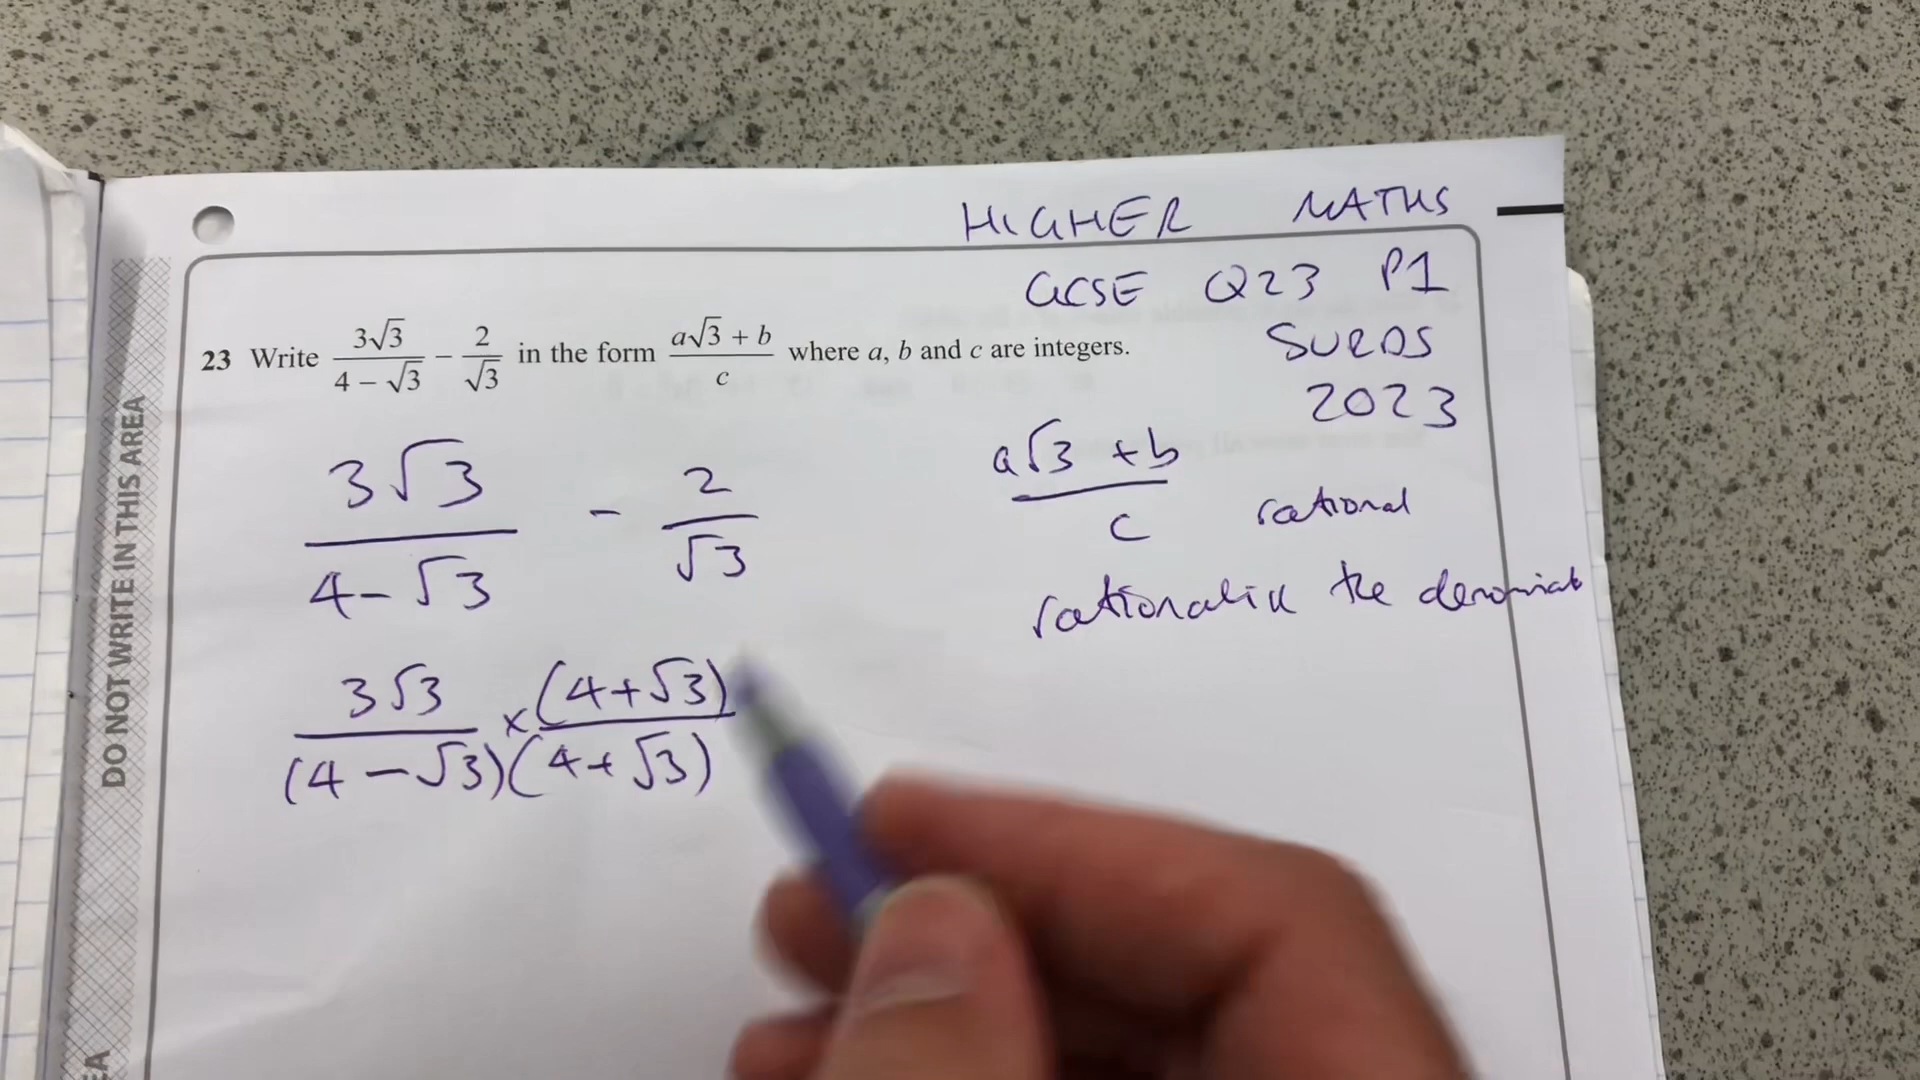 HIGHER MATHS
GCSE Q23 P1
SURDS
2023
23 Write 3√3/(4 − √3) − 2/√3 in the form (a√3 + b)/c where a, b and c are integers.
3√3/(4 − √3) − 2/√3
a√3 + b
c
rational
rationalise the
3√3/(4 − √3) × (4 + √3)/(4 + √3)
DO NOT WRITE IN THIS AREA
EA